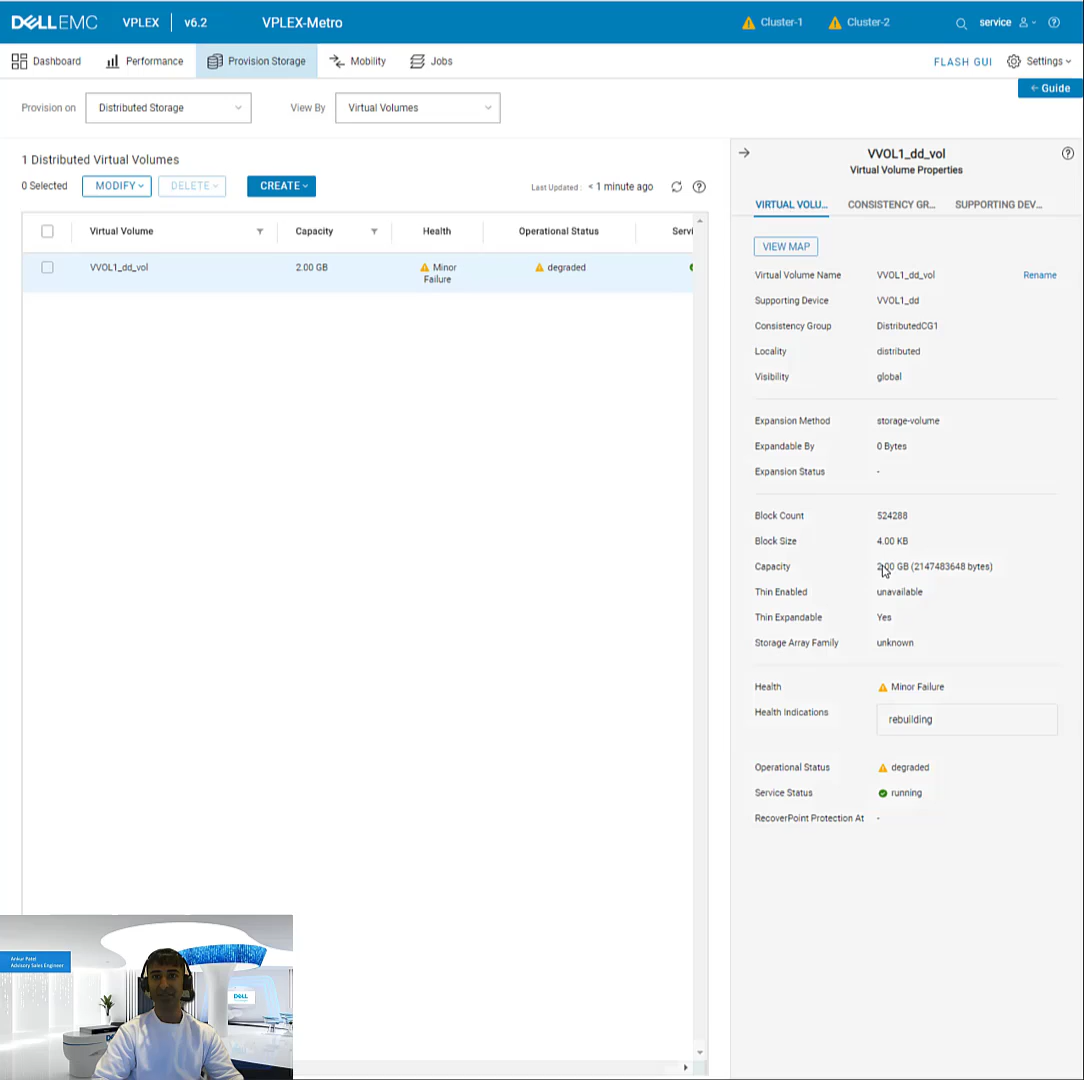 DELLEMC VPLEX v6.2 VPLEX-Metro Cluster-1 Cluster-2 service
Dashboard Performance Provision Storage Mobility Jobs FLASH GUI Settings
Guide
Provision on Distributed Storage View By Virtual Volumes
1 Distributed Virtual Volumes
0 Selected MODIFY DELETE CREATE Last Updated : < 1 minute ago
Virtual Volume Capacity Health Operational Status Servi
VVOL1_dd_vol 2.00 GB Minor Failure degraded
VVOL1_dd_vol
Virtual Volume Properties
VIRTUAL VOLU... CONSISTENCY GR... SUPPORTING DEV...
VIEW MAP
Virtual Volume Name VVOL1_dd_vol Rename
Supporting Device VVOL1_dd
Consistency Group DistributedCG1
Locality distributed
Visibility global
Expansion Method storage-volume
Expandable By 0 Bytes
Expansion Status -
Block Count 524288
Block Size 4.00 KB
Capacity 2.00 GB (2147483648 bytes)
Thin Enabled unavailable
Thin Expandable Yes
Storage Array Family unknown
Health Minor Failure
Health Indications rebuilding
Operational Status degraded
Service Status running
RecoverPoint Protection At -
Ankur Patel
Advisory Sales Engineer
DELL